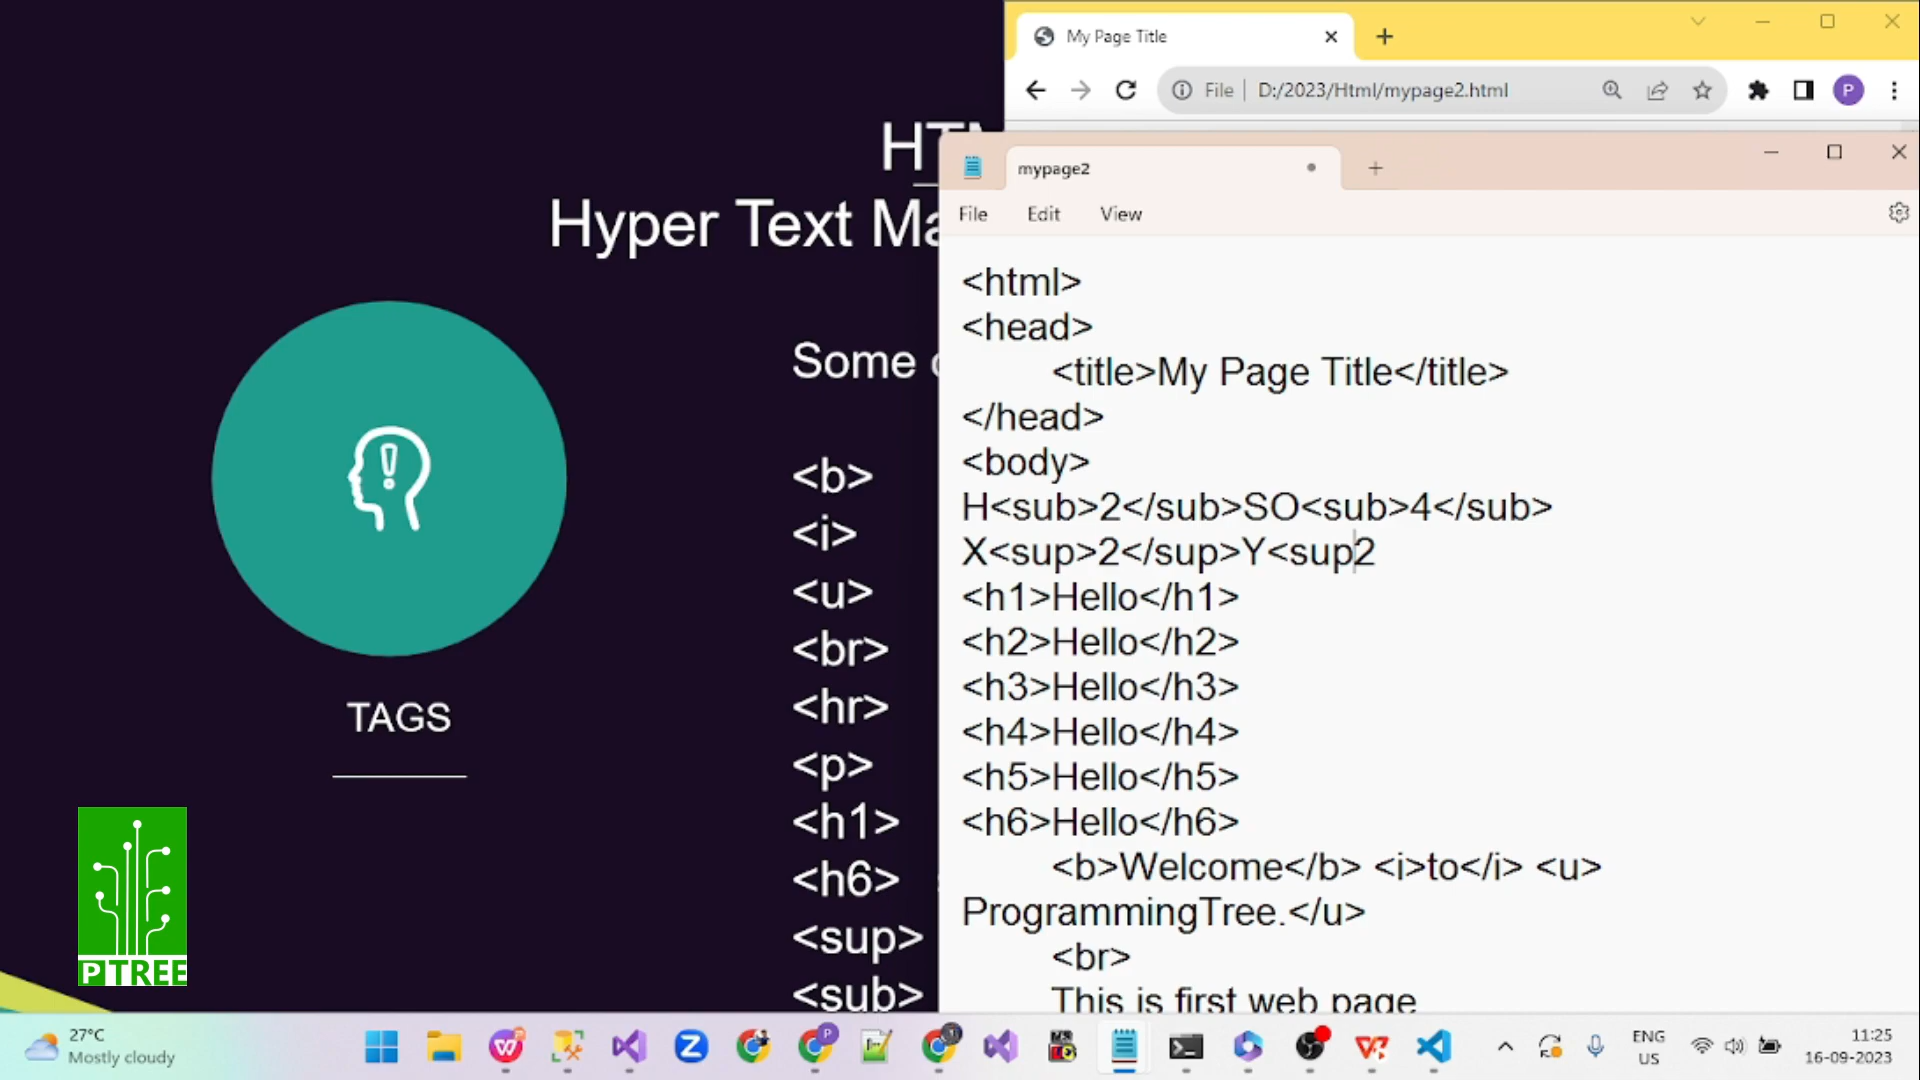 My Page Title
File D:/2023/Html/mypage2.html
P
HTM
Hyper Text Ma
mypage2
File Edit View
<html>
<head>
<title>My Page Title</title>
</head>
<body>
H<sub>2</sub>SO<sub>4</sub>
X<sup>2</sup>Y<sup2
<h1>Hello</h1>
<h2>Hello</h2>
<h3>Hello</h3>
<h4>Hello</h4>
<h5>Hello</h5>
<h6>Hello</h6>
<b>Welcome</b> <i>to</i> <u>
ProgrammingTree.</u>
<br>
This is first web page
Some
<b>
<i>
<u>
<br>
<hr>
<p>
<h1>
<h6>
<sup>
<sub>
TAGS
P TREE
27°C
Mostly cloudy
ENG
US
11:25
16-09-2023